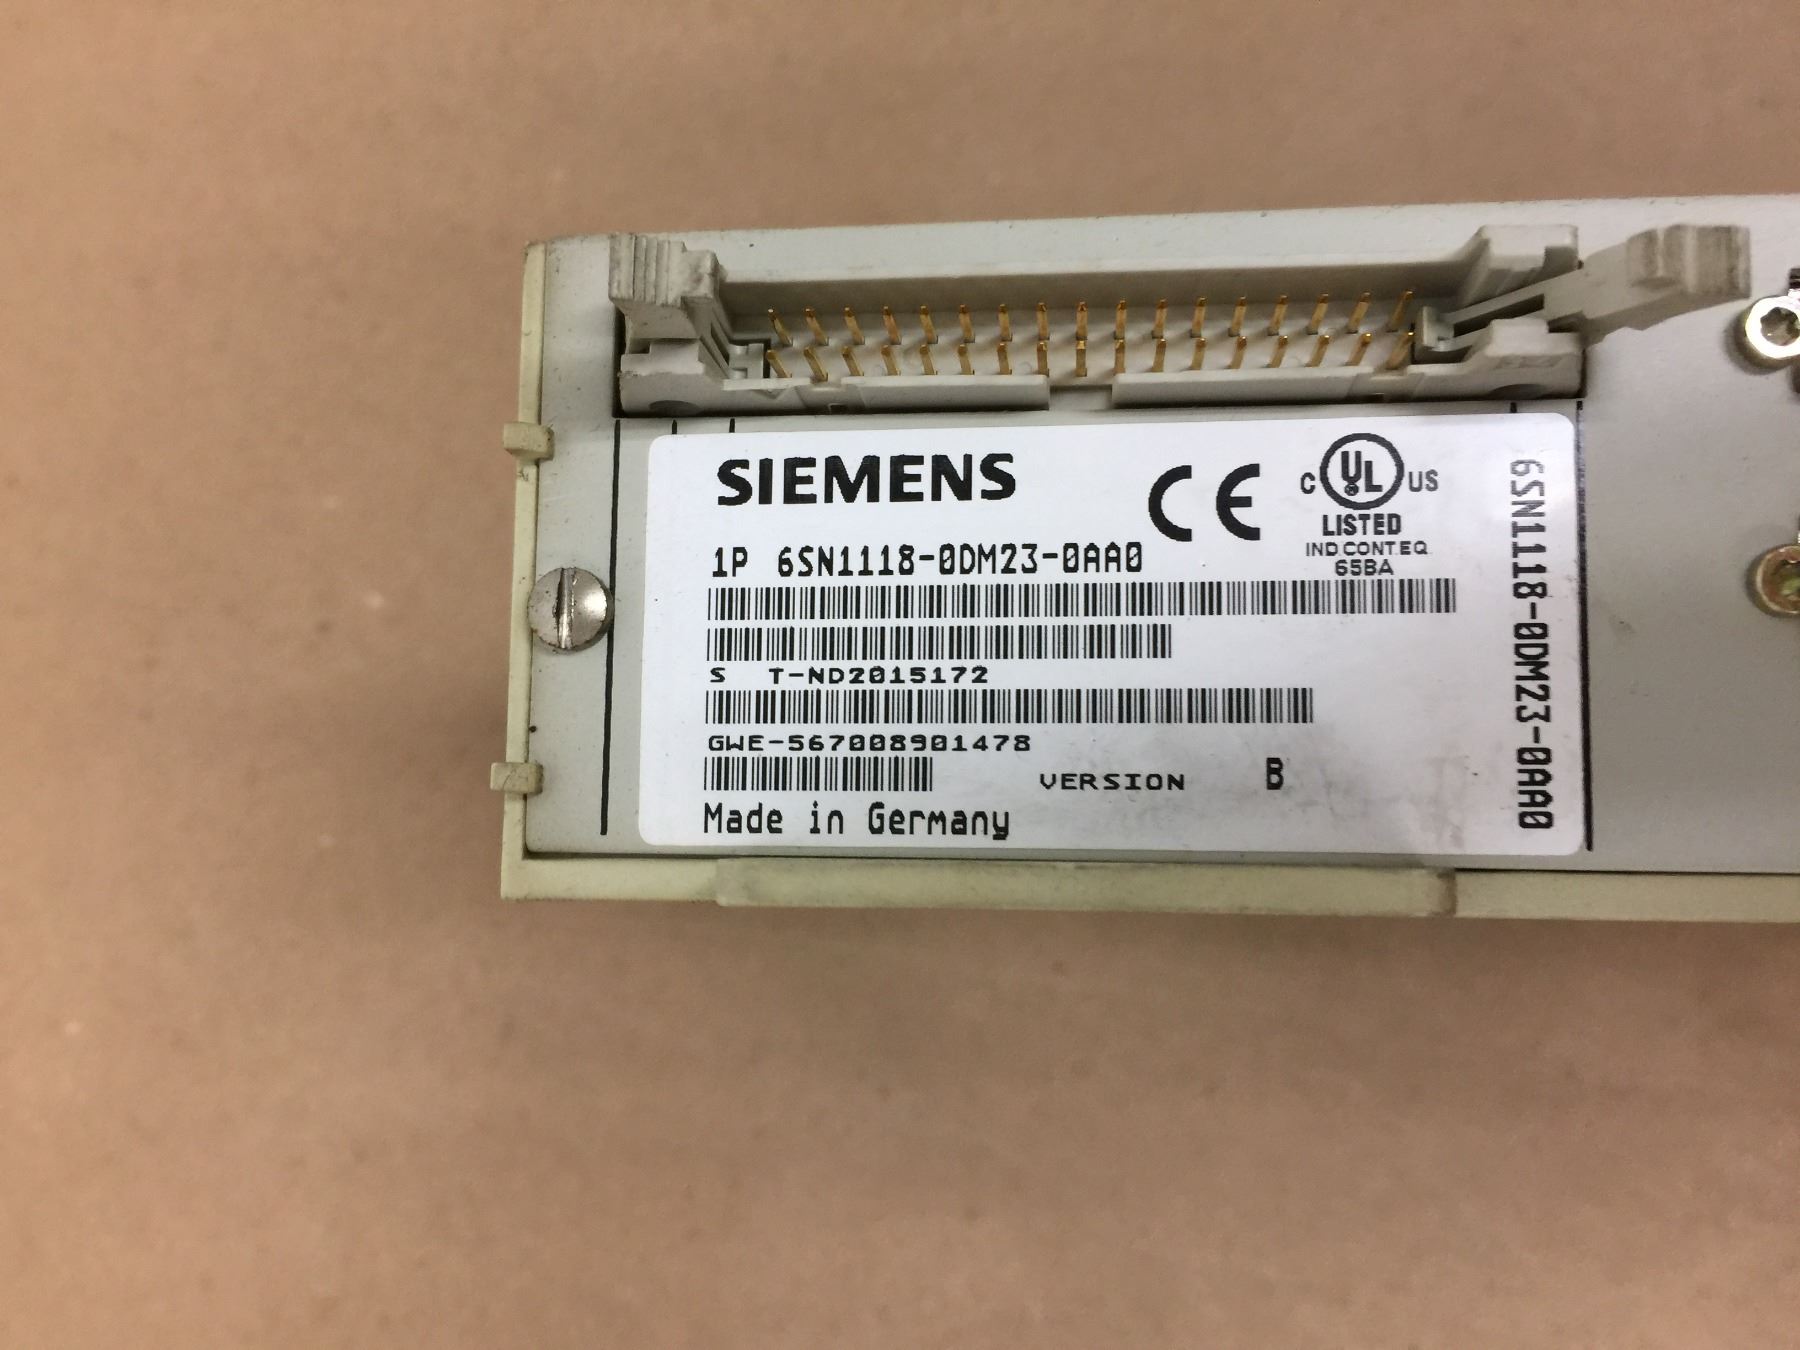 SIEMENS
CE
C UL US
LISTED
IND.CONT.EQ
65BA
1P 6SN1118-0DM23-0AA0
S T-ND2015172
GWE-567008901478
VERSION B
Made in Germany
6SN1118-0DM23-0AA0